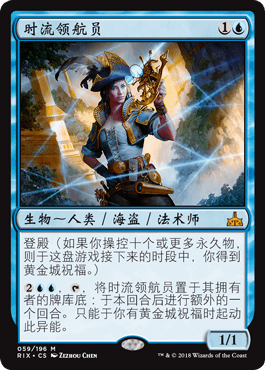 时流领航员 1
生物～人类 / 海盗 / 法术师
登殿（如果你操控十个或更多永久物，
则于这盘游戏接下来的时段中，你得到
黄金城祝福。）
2，，将时流领航员置于其拥有
者的牌库底：于本回合后进行额外的一
个回合。只能于你有黄金城祝福时起动
此异能。
1/1
059/196 M
RIX • CS ZEZHOU CHEN
™ & © 2018 Wizards of the Coast